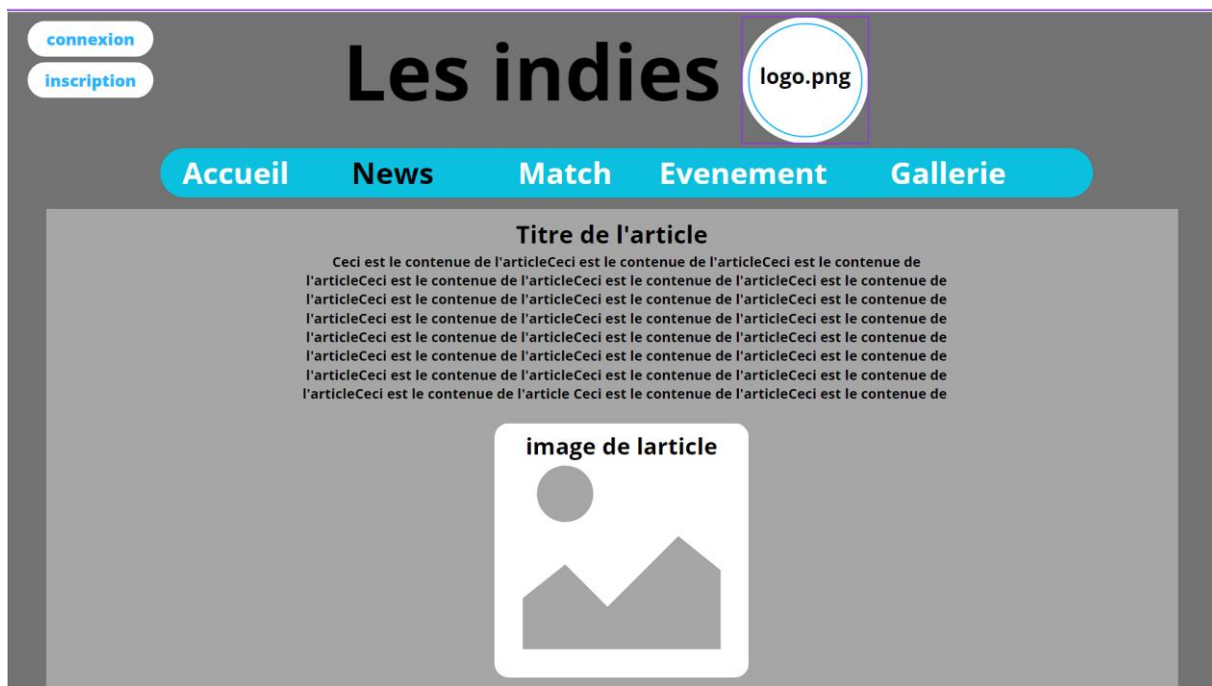 connexion
inscription
Les indies
logo.png
Accueil News Match Evenement Gallerie
Titre de l'article
Ceci est le contenue de l'articleCeci est le contenue de l'articleCeci est le contenue de
l'articleCeci est le contenue de l'articleCeci est le contenue de l'articleCeci est le contenue de
l'articleCeci est le contenue de l'articleCeci est le contenue de l'articleCeci est le contenue de
l'articleCeci est le contenue de l'articleCeci est le contenue de l'articleCeci est le contenue de
l'articleCeci est le contenue de l'articleCeci est le contenue de l'articleCeci est le contenue de
l'articleCeci est le contenue de l'articleCeci est le contenue de l'articleCeci est le contenue de
l'articleCeci est le contenue de l'articleCeci est le contenue de l'articleCeci est le contenue de
l'articleCeci est le contenue de l'article Ceci est le contenue de l'articleCeci est le contenue de
image de larticle